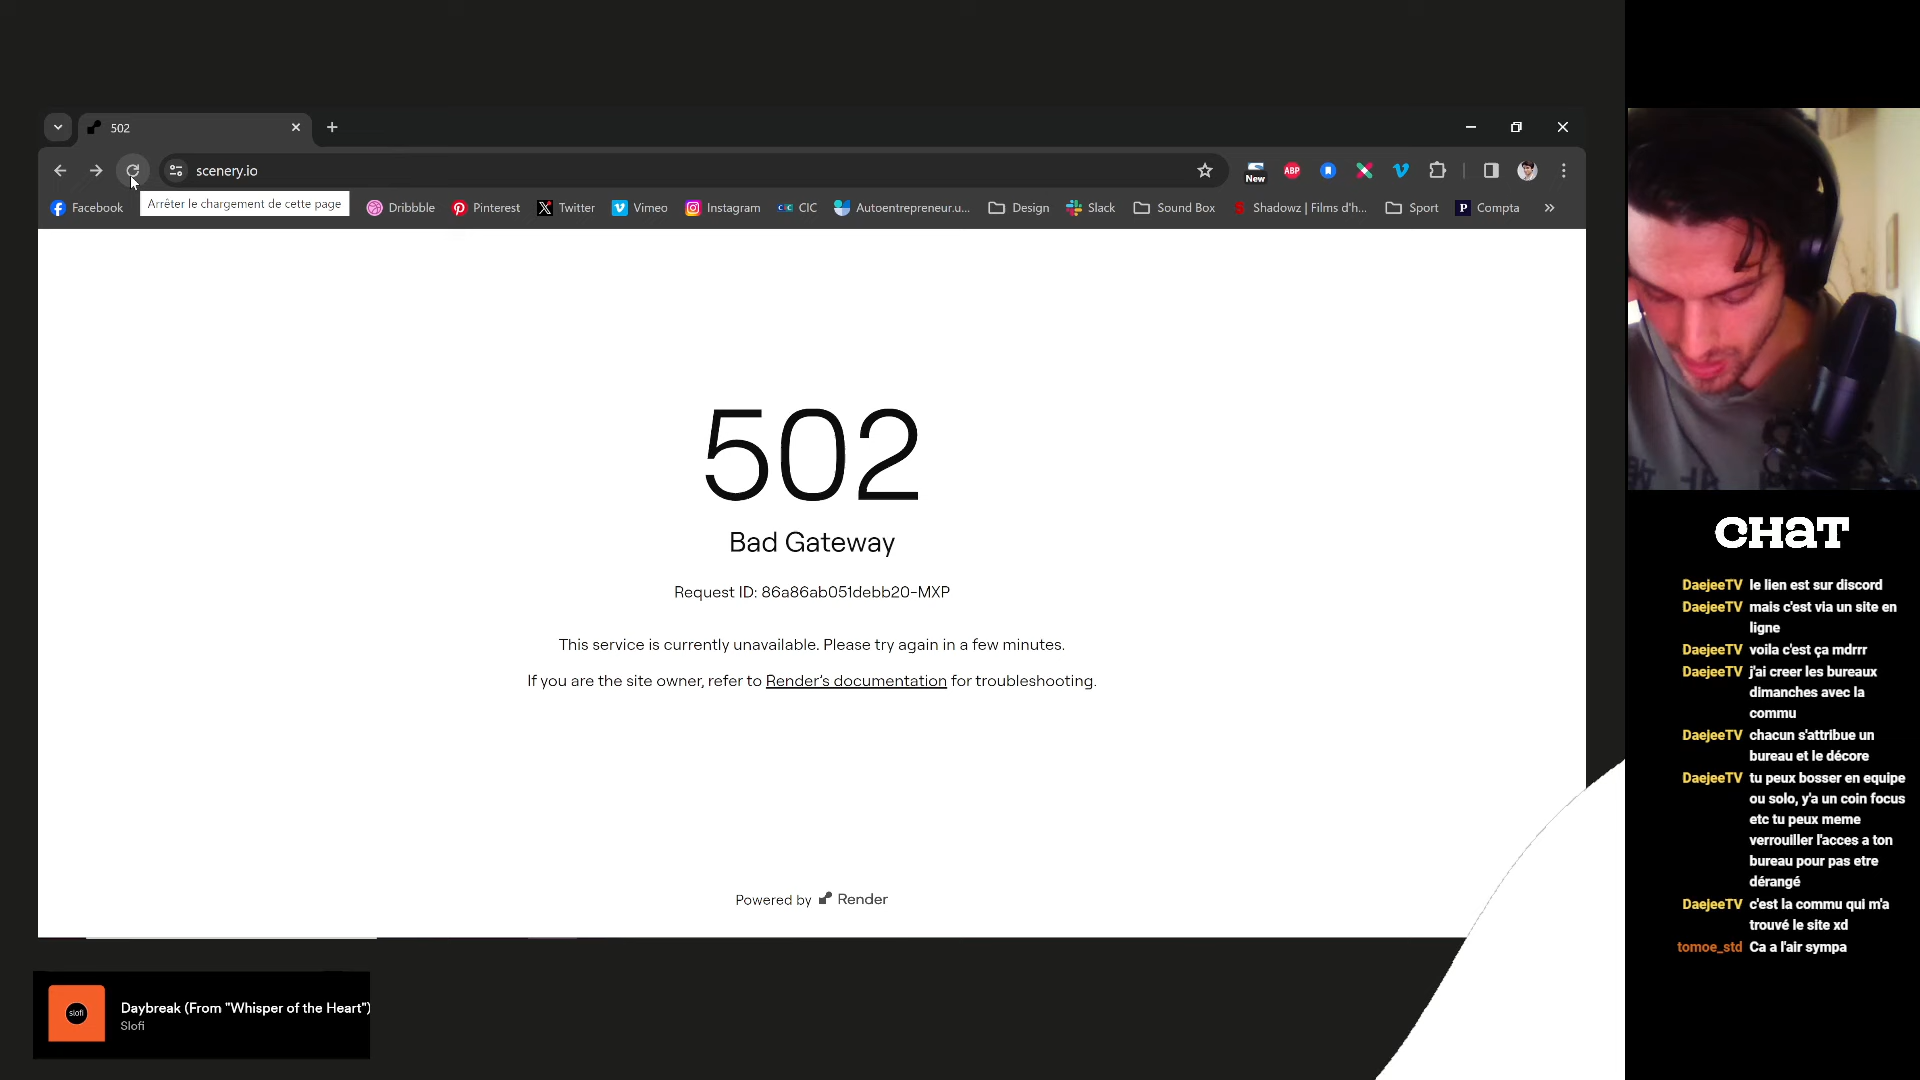 502
scenery.io
New
ABP
Arrêter le chargement de cette page
Facebook
Dribbble
Pinterest
Twitter
Vimeo
Instagram
CIC
Autoentrepreneur.u...
Design
Slack
Sound Box
Shadowz | Films d'h...
Sport
Compta
502
Bad Gateway
Request ID: 86a86ab051debb20-MXP
This service is currently unavailable. Please try again in a few minutes.
If you are the site owner, refer to Render's documentation for troubleshooting.
Powered by Render
slofi
Daybreak (From "Whisper of the Heart")
Slofi
CHAT
DaejeeTV le lien est sur discord
DaejeeTV mais c'est via un site en
ligne
DaejeeTV voila c'est ça mdrrr
DaejeeTV j'ai creer les bureaux
dimanches avec la
commu
DaejeeTV chacun s'attribue un
bureau et le décore
DaejeeTV tu peux bosser en equipe
ou solo, y'a un coin focus
etc tu peux meme
verrouiller l'acces a ton
bureau pour pas etre
dérangé
DaejeeTV c'est la commu qui m'a
trouvé le site xd
tomoe_std Ca a l'air sympa